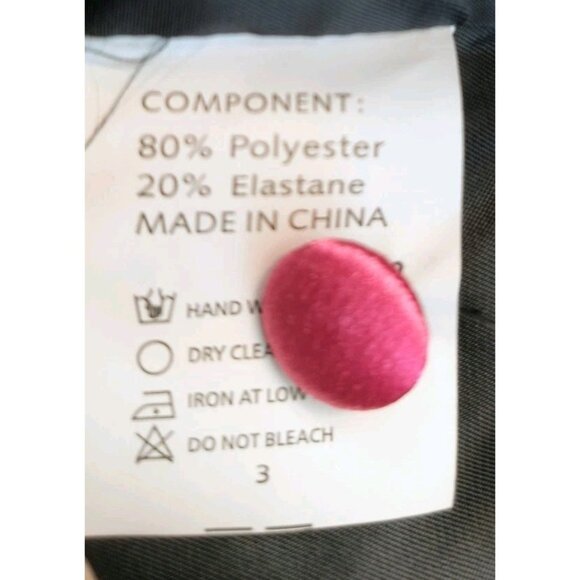 COMPONENT:
80% Polyester
20% Elastane
MADE IN CHINA
HAND
DRY
IRON AT LOW
DO NOT BLEACH
3